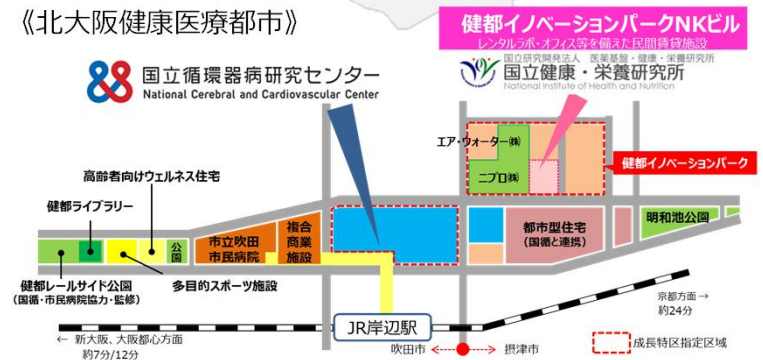 《北大阪健康医療都市》
健都イノベーションパークNKビル
レンタルラボ・オフィス等を備えた民間賃貸施設
国立循環器病研究センター
National Cerebral and Cardiovascular Center
国立研究開発法人 医薬基盤・健康・栄養研究所
国立健康・栄養研究所
National Institute of Health and Nutrition
エア・ウォーター㈱
ニプロ㈱
健都イノベーションパーク
高齢者向けウェルネス住宅
健都ライブラリー
公園
市立吹田
市民病院
複合
商業
施設
都市型住宅
(国循と連携)
明和池公園
健都レールサイド公園
(国循・市民病院協力・監修)
多目的スポーツ施設
JR岸辺駅
京都方面 →
約24分
← 新大阪、大阪都心方面
約7分/12分
吹田市
摂津市
成長特区指定区域